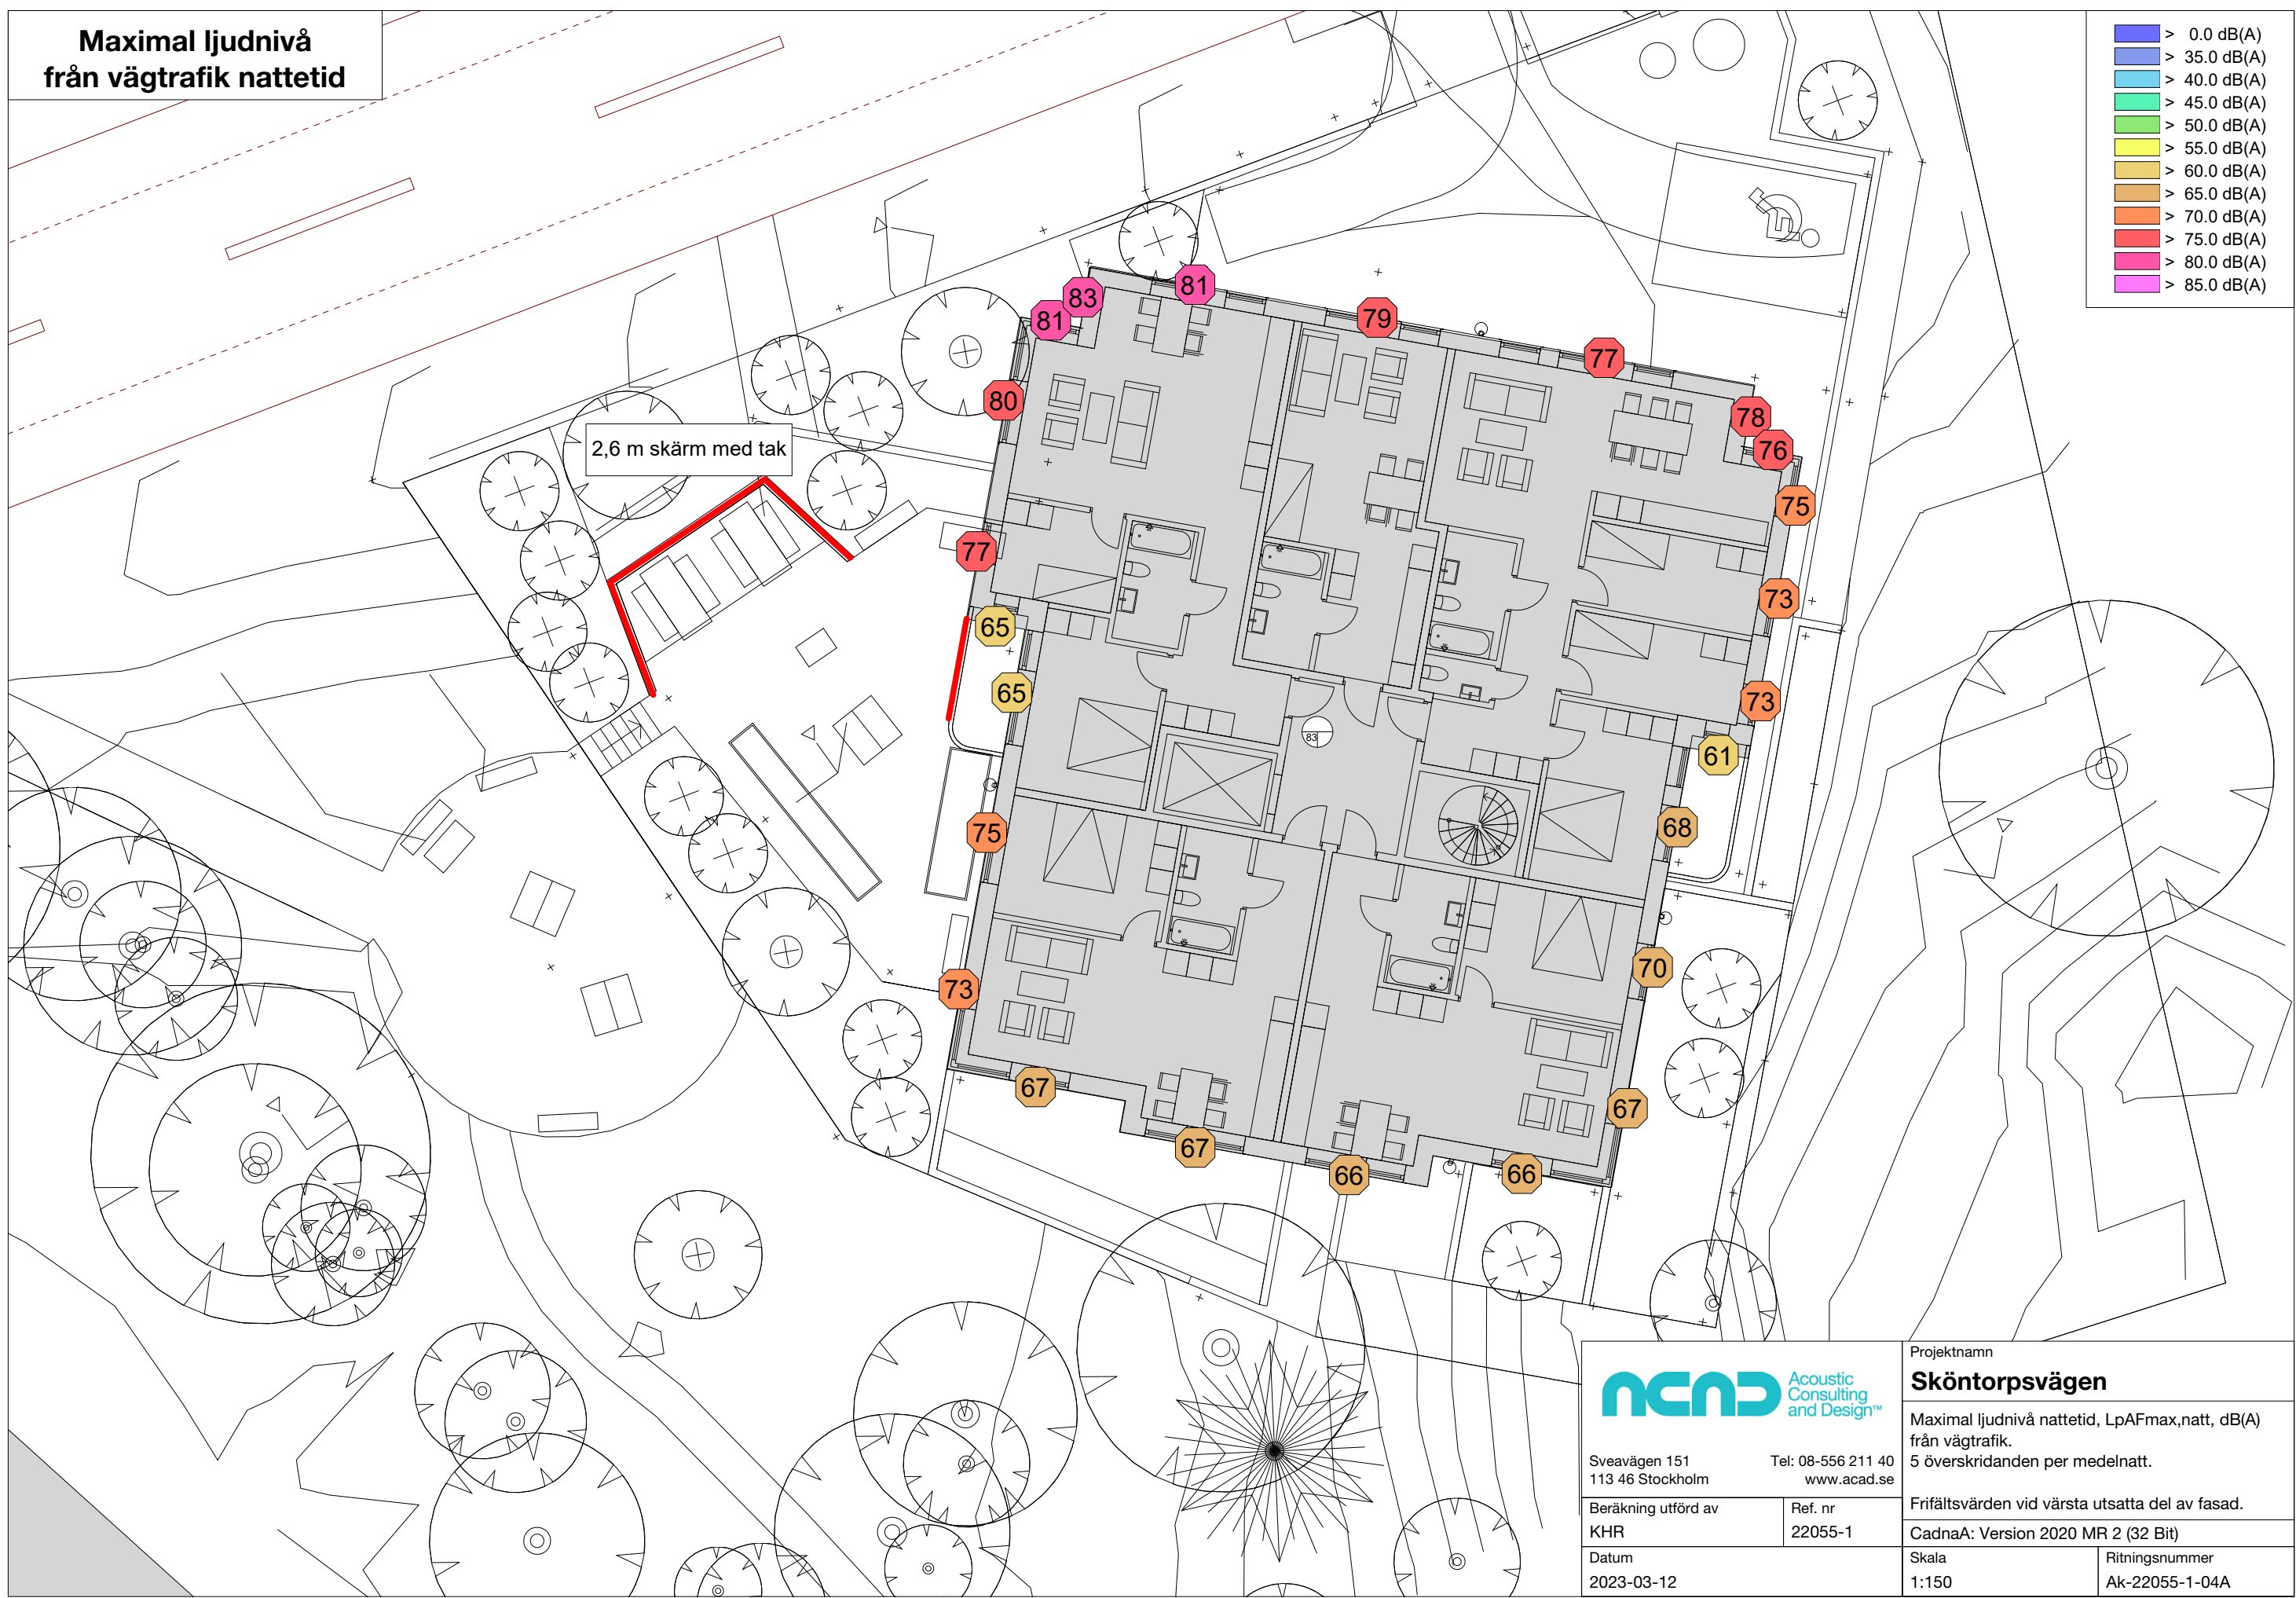 Maximal ljudnivå
från vägtrafik nattetid
> 0.0 dB(A)
> 35.0 dB(A)
> 40.0 dB(A)
> 45.0 dB(A)
> 50.0 dB(A)
> 55.0 dB(A)
> 60.0 dB(A)
> 65.0 dB(A)
> 70.0 dB(A)
> 75.0 dB(A)
> 80.0 dB(A)
> 85.0 dB(A)
81
83
81
79
77
80
78
76
2,6 m skärm med tak
75
77
73
65
65
73
83
61
75
68
70
73
67
67
67
66
66
ACAD Acoustic
Consulting
and Design™
Sveavägen 151 Tel: 08-556 211 40
113 46 Stockholm www.acad.se
Beräkning utförd av
KHR
Ref. nr
22055-1
Datum
2023-03-12
Projektnamn
Sköntorpsvägen
Maximal ljudnivå nattetid, LpAFmax,natt, dB(A)
från vägtrafik.
5 överskridanden per medelnatt.
Frifältsvärden vid värsta utsatta del av fasad.
CadnaA: Version 2020 MR 2 (32 Bit)
Skala
1:150
Ritningsnummer
Ak-22055-1-04A